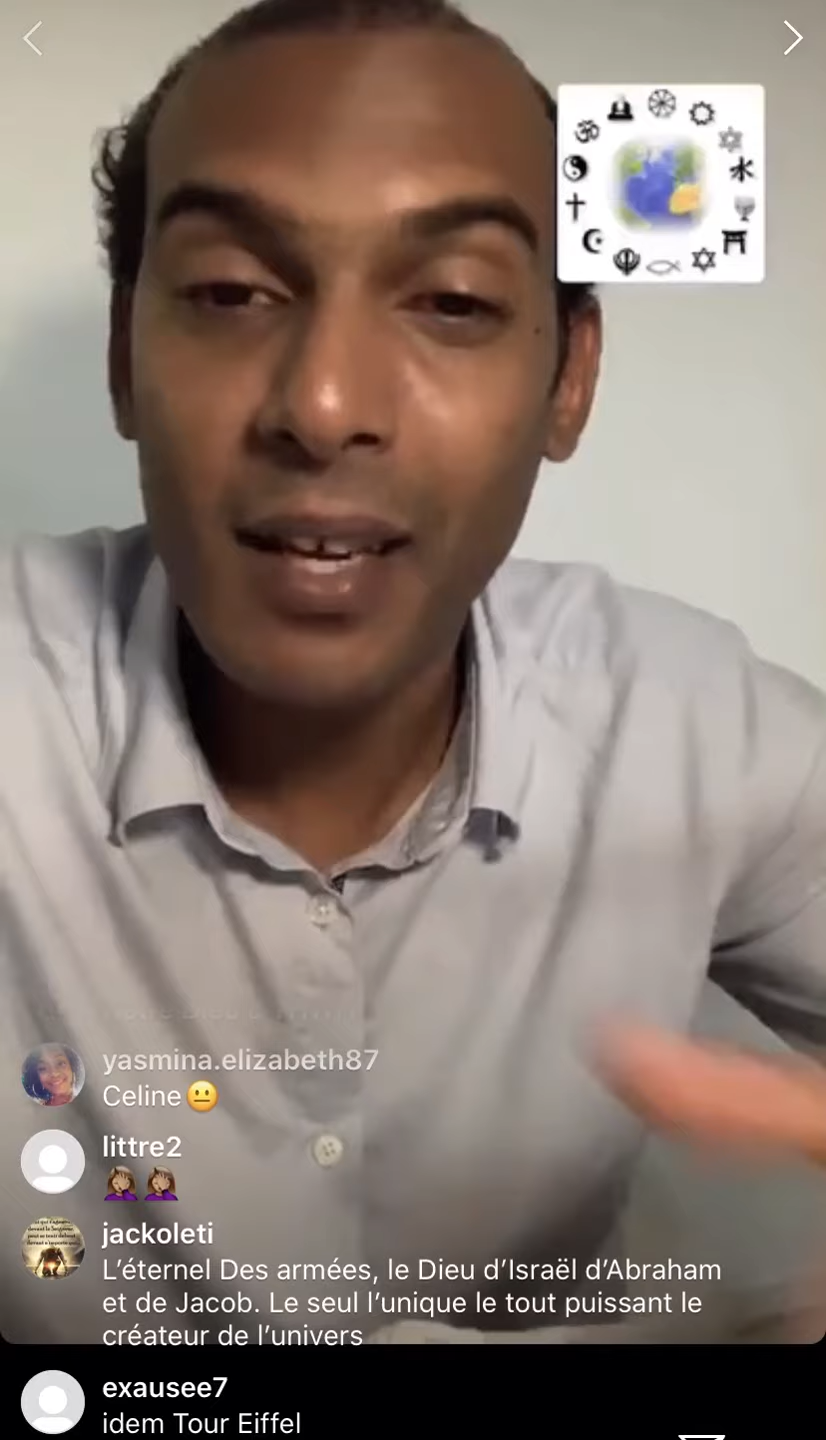 yasmina.elizabeth87
Celine😐
littre2
🤦🏽‍♀️🤦🏽‍♀️
jackoleti
L’éternel Des armées, le Dieu d’Israël d’Abraham
et de Jacob. Le seul l’unique le tout puissant le
créateur de l’univers
exausee7
idem Tour Eiffel